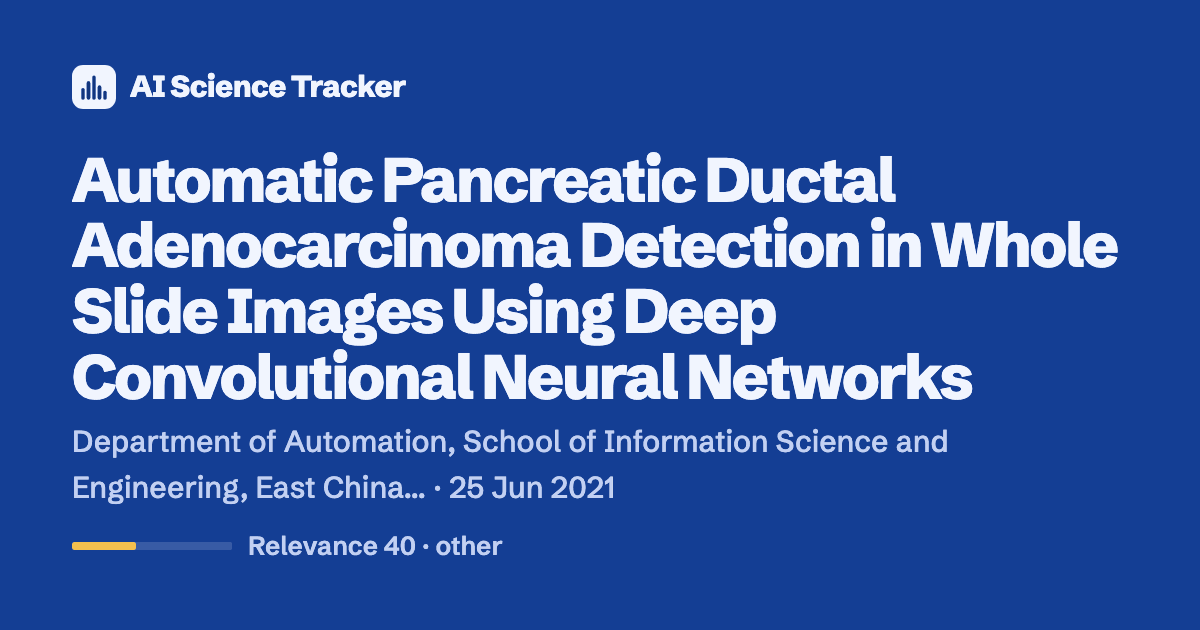 AI Science Tracker
Automatic Pancreatic Ductal
Adenocarcinoma Detection in Whole
Slide Images Using Deep
Convolutional Neural Networks
Department of Automation, School of Information Science and
Engineering, East China... · 25 Jun 2021
Relevance 40 · other